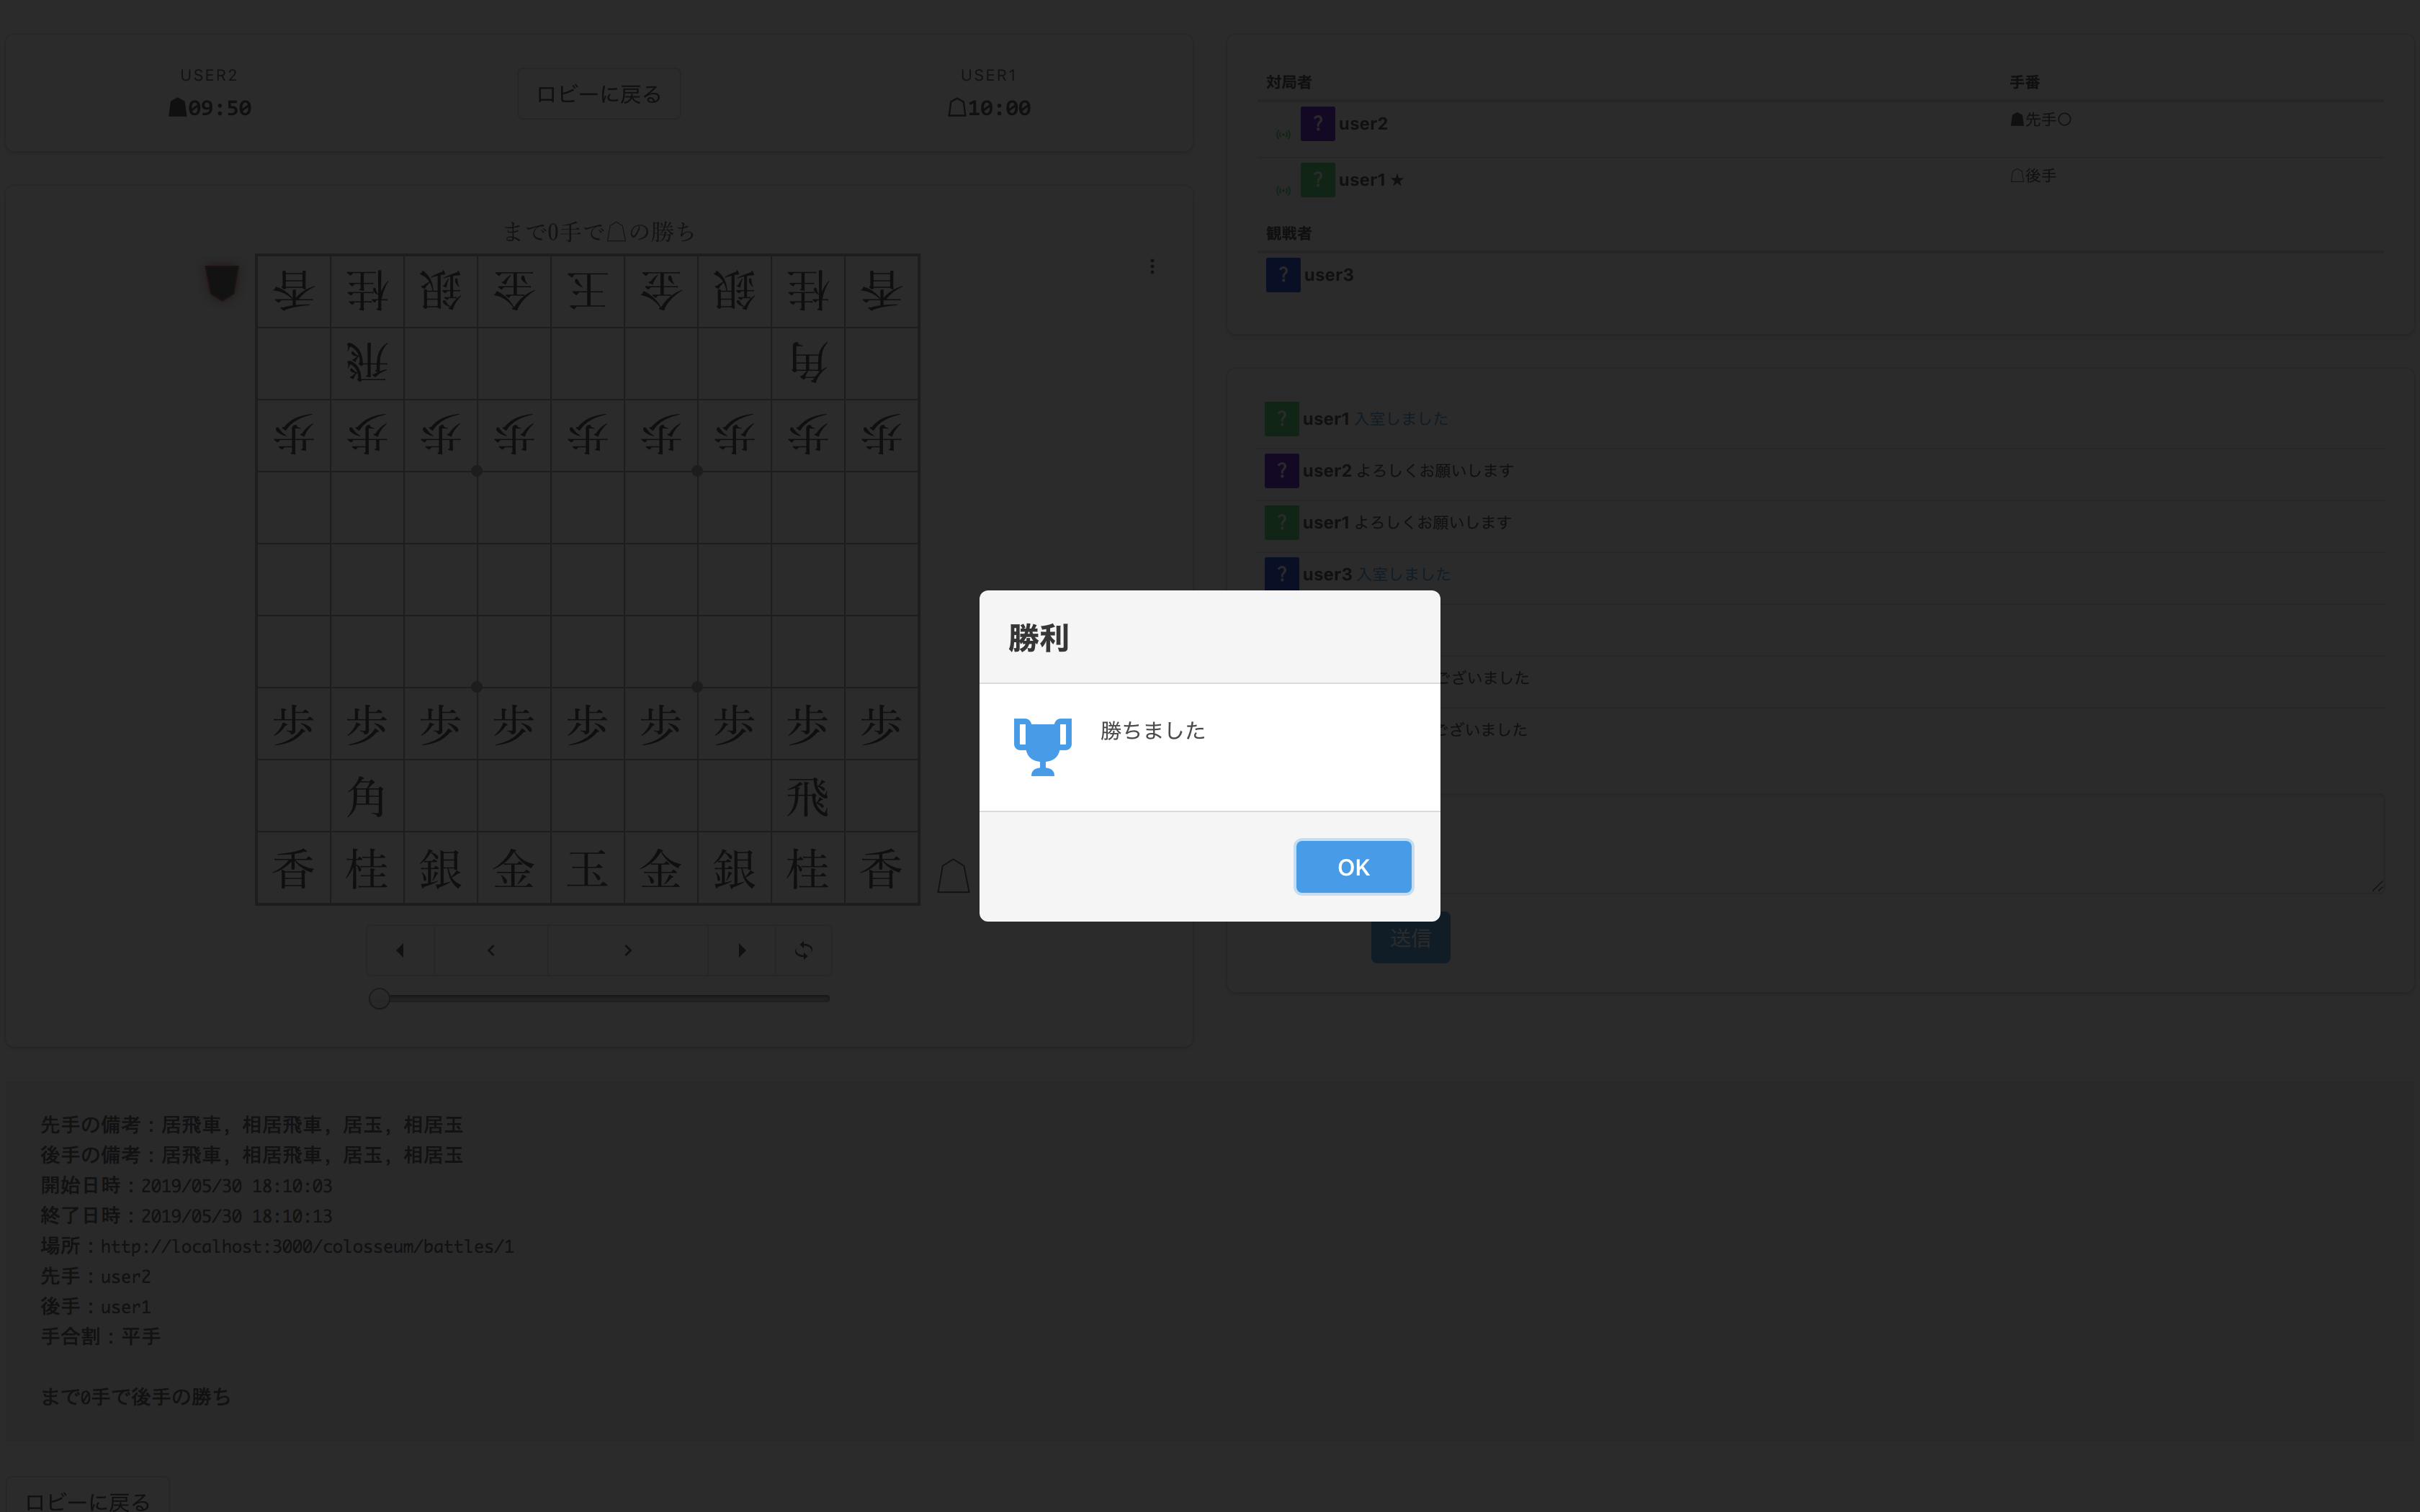 USER2
☗09:50
ロビーに戻る
USER1
☖10:00
まで0手で☖の勝ち
香桂銀金王金銀桂香
飛角
歩歩歩歩歩歩歩歩歩
歩歩歩歩歩歩歩歩歩
角飛
香桂銀金玉金銀桂香
対局者 手番
? user2 ☗先手○
? user1 ★ ☖後手
観戦者
? user3
? user1 入室しました
? user2 よろしくお願いします
? user1 よろしくお願いします
? user3 入室しました
ございました
ございました
送信
勝利
勝ちました
OK
先手の備考：居飛車, 相居飛車, 居玉, 相居玉
後手の備考：居飛車, 相居飛車, 居玉, 相居玉
開始日時：2019/05/30 18:10:03
終了日時：2019/05/30 18:10:13
場所：http://localhost:3000/colosseum/battles/1
先手：user2
後手：user1
手合割：平手
まで0手で後手の勝ち
ロビーに戻る